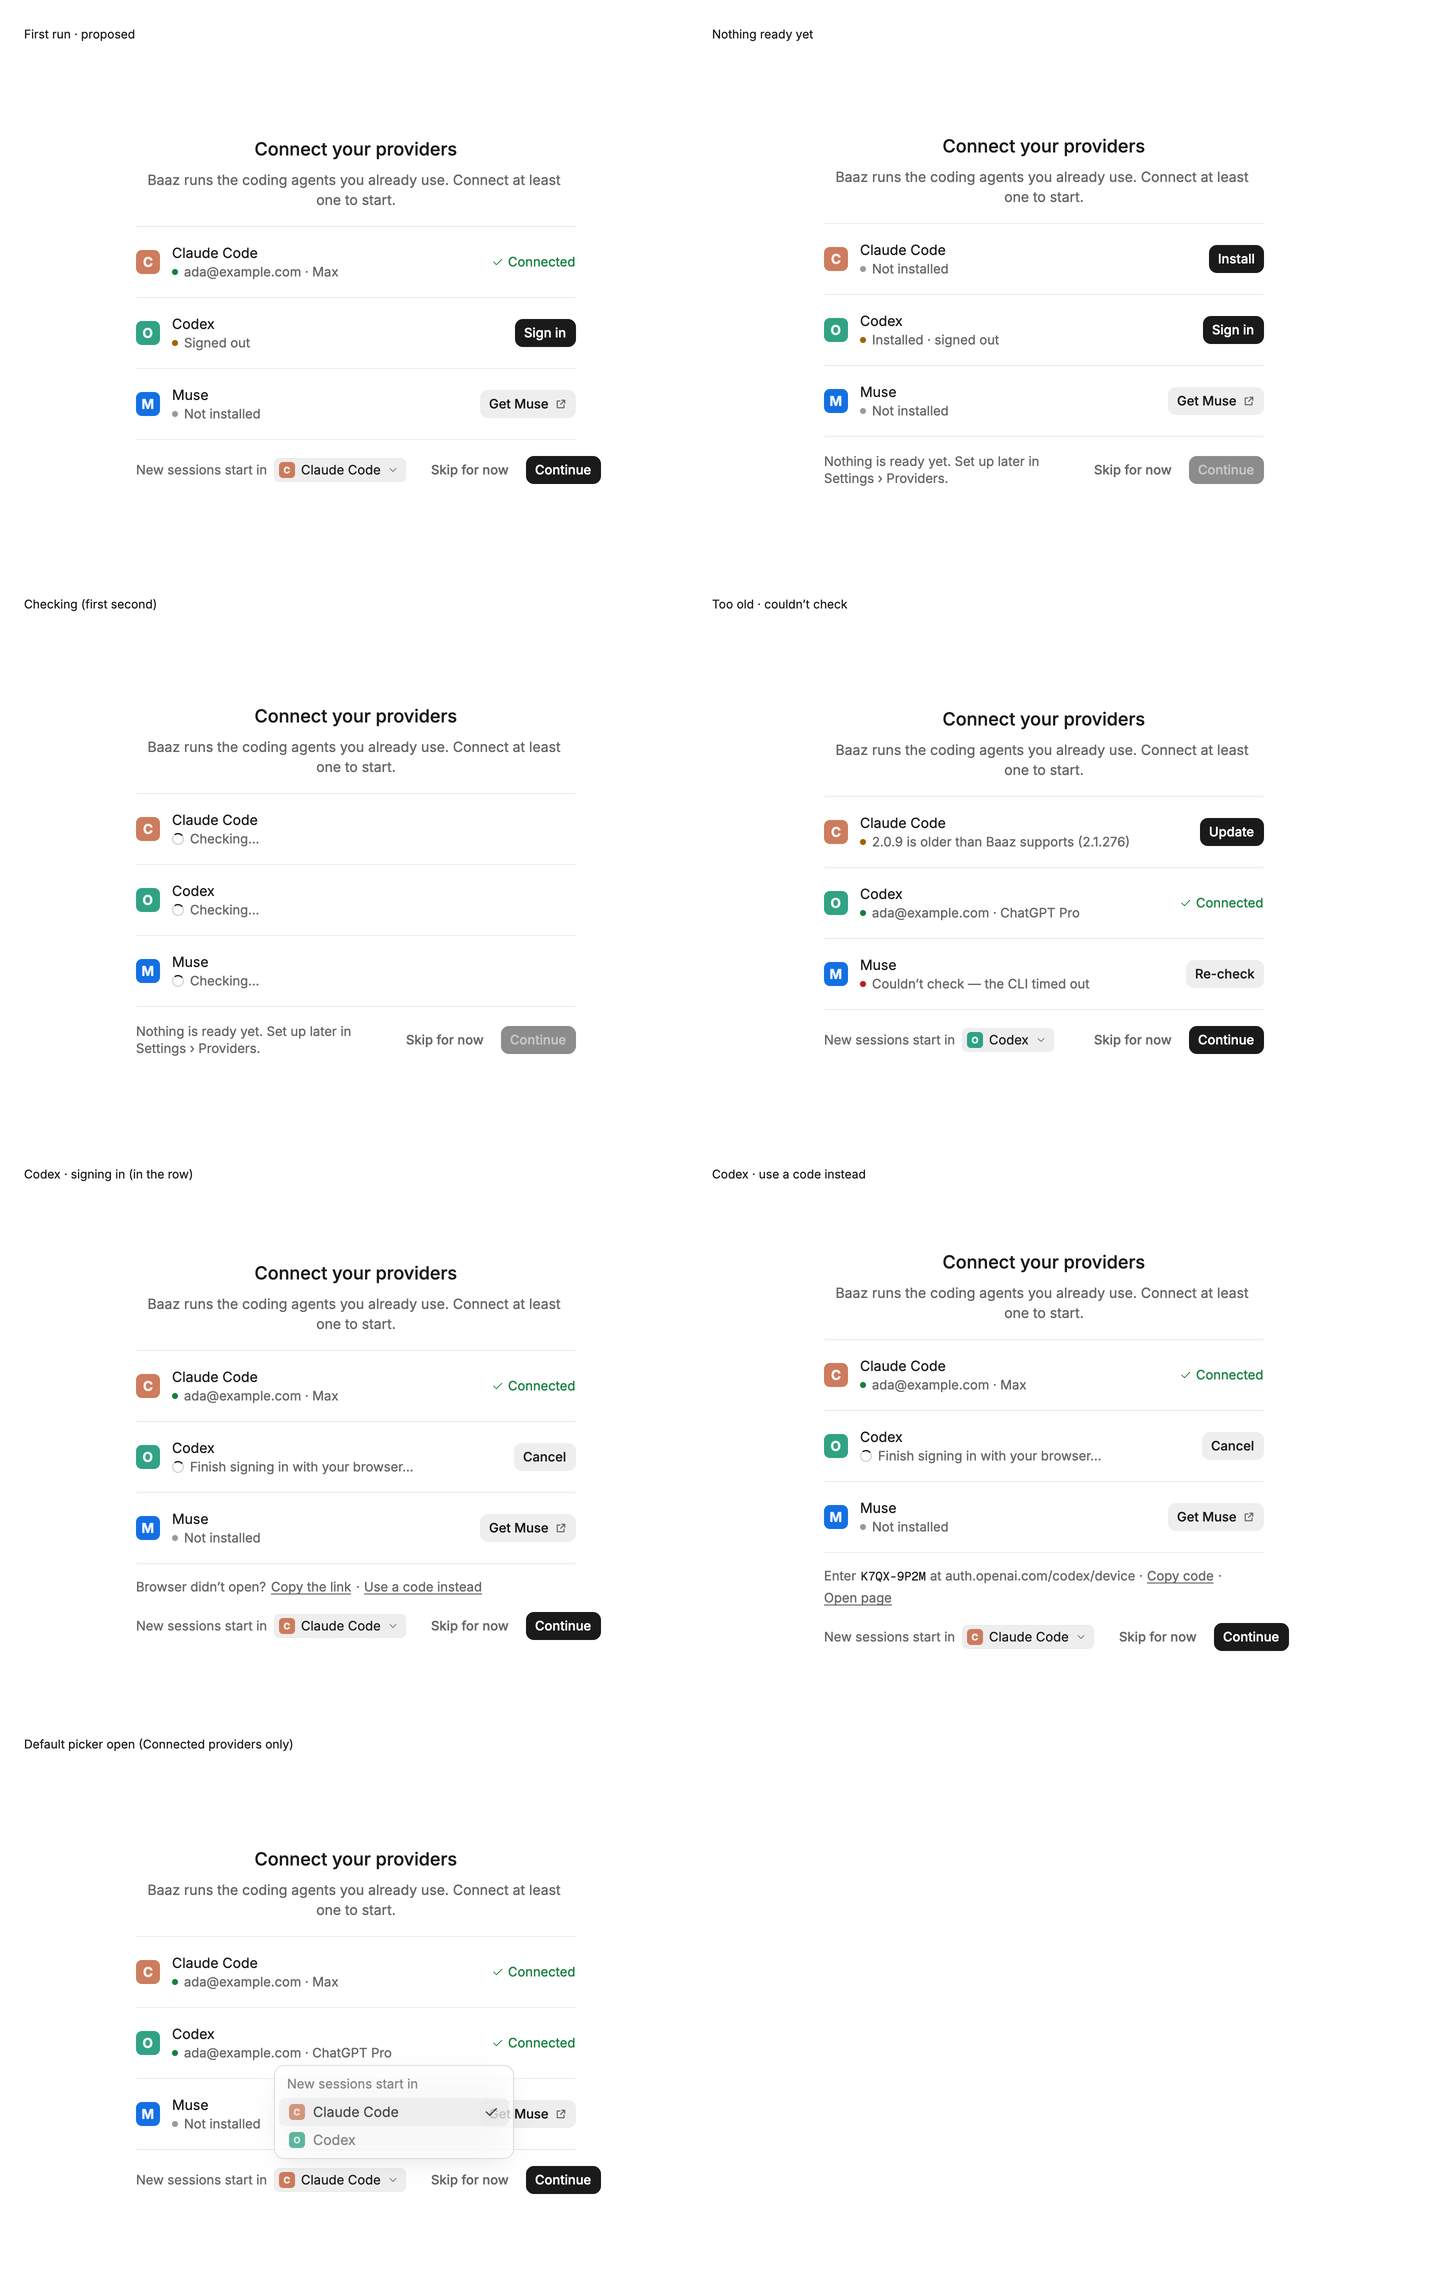 First run · proposed
Connect your providers
Baaz runs the coding agents you already use. Connect at least
one to start.
C
Claude Code
ada@example.com · Max
Connected
O
Codex
Signed out
Sign in
M
Muse
Not installed
Get Muse
New sessions start in
C Claude Code
Skip for now
Continue
Nothing ready yet
Connect your providers
Baaz runs the coding agents you already use. Connect at least
one to start.
C
Claude Code
Not installed
Install
O
Codex
Installed · signed out
Sign in
M
Muse
Not installed
Get Muse
Nothing is ready yet. Set up later in
Settings › Providers.
Skip for now
Continue
Checking (first second)
Connect your providers
Baaz runs the coding agents you already use. Connect at least
one to start.
C
Claude Code
Checking…
O
Codex
Checking…
M
Muse
Checking…
Nothing is ready yet. Set up later in
Settings › Providers.
Skip for now
Continue
Too old · couldn’t check
Connect your providers
Baaz runs the coding agents you already use. Connect at least
one to start.
C
Claude Code
2.0.9 is older than Baaz supports (2.1.276)
Update
O
Codex
ada@example.com · ChatGPT Pro
Connected
M
Muse
Couldn’t check — the CLI timed out
Re-check
New sessions start in
O Codex
Skip for now
Continue
Codex · signing in (in the row)
Connect your providers
Baaz runs the coding agents you already use. Connect at least
one to start.
C
Claude Code
ada@example.com · Max
Connected
O
Codex
Finish signing in with your browser…
Cancel
M
Muse
Not installed
Get Muse
Browser didn’t open? Copy the link · Use a code instead
New sessions start in
C Claude Code
Skip for now
Continue
Codex · use a code instead
Connect your providers
Baaz runs the coding agents you already use. Connect at least
one to start.
C
Claude Code
ada@example.com · Max
Connected
O
Codex
Finish signing in with your browser…
Cancel
M
Muse
Not installed
Get Muse
Enter K7QX-9P2M at auth.openai.com/codex/device · Copy code ·
Open page
New sessions start in
C Claude Code
Skip for now
Continue
Default picker open (Connected providers only)
Connect your providers
Baaz runs the coding agents you already use. Connect at least
one to start.
C
Claude Code
ada@example.com · Max
Connected
O
Codex
ada@example.com · ChatGPT Pro
Connected
M
Muse
Not installed
Get Muse
New sessions start in
C Claude Code
O Codex
New sessions start in
C Claude Code
Skip for now
Continue